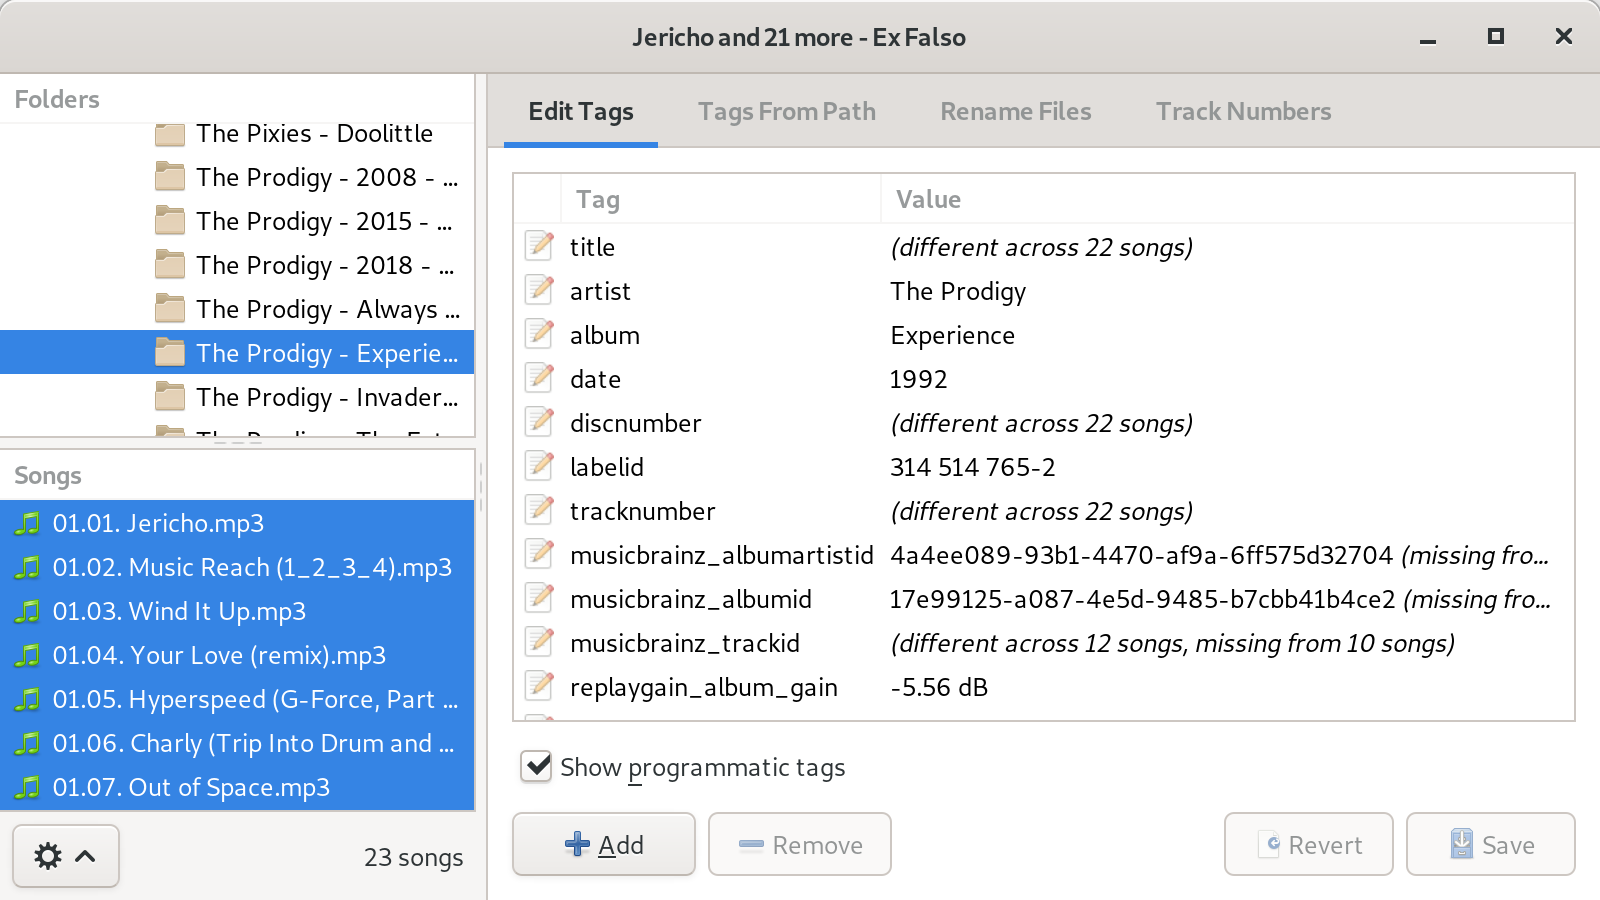 Jericho and 21 more - Ex Falso
Folders
The Pixies - Doolittle
The Prodigy - 2008 - ...
The Prodigy - 2015 - ...
The Prodigy - 2018 - ...
The Prodigy - Always ...
The Prodigy - Experie...
The Prodigy - Invader...
Songs
01.01. Jericho.mp3
01.02. Music Reach (1_2_3_4).mp3
01.03. Wind It Up.mp3
01.04. Your Love (remix).mp3
01.05. Hyperspeed (G-Force, Part ...
01.06. Charly (Trip Into Drum and ...
01.07. Out of Space.mp3
23 songs
Edit Tags Tags From Path Rename Files Track Numbers
Tag Value
title (different across 22 songs)
artist The Prodigy
album Experience
date 1992
discnumber (different across 22 songs)
labelid 314 514 765-2
tracknumber (different across 22 songs)
musicbrainz_albumartistid 4a4ee089-93b1-4470-af9a-6ff575d32704 (missing fro...
musicbrainz_albumid 17e99125-a087-4e5d-9485-b7cbb41b4ce2 (missing fro...
musicbrainz_trackid (different across 12 songs, missing from 10 songs)
replaygain_album_gain -5.56 dB
Show programmatic tags
Add Remove Revert Save